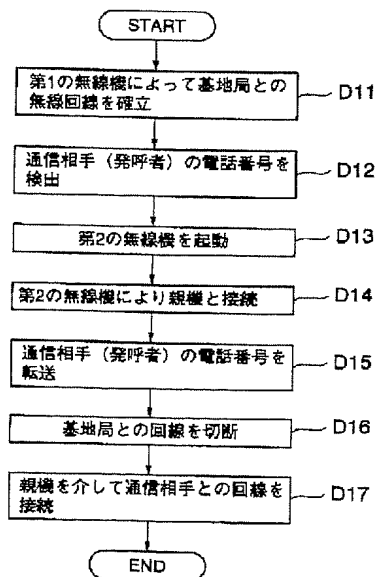 START
第1の無線機によって基地局との
無線回線を確立
D11
通信相手（発呼者）の電話番号を
検出
D12
第2の無線機を起動
D13
第2の無線機により親機と接続
D14
通信相手（発呼者）の電話番号を
転送
D15
基地局との回線を切断
D16
親機を介して通信相手との回線を
接続
D17
END